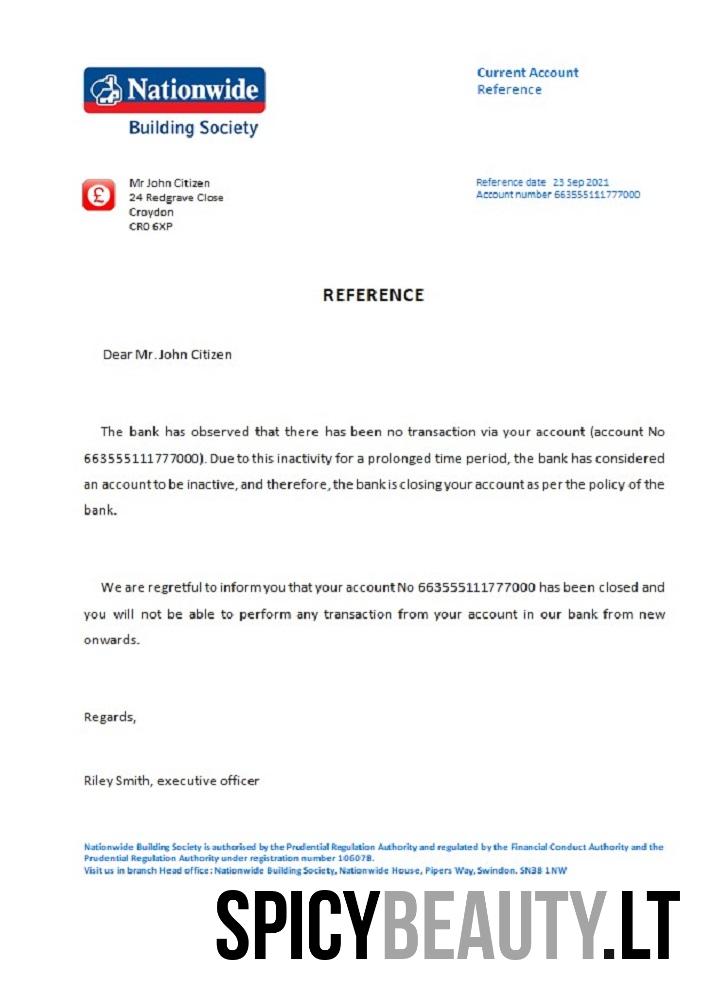 Nationwide
Building Society
Current Account
Reference
Mr John Citizen
24 Redgrave Close
Croydon
CR0 6XP
Reference date 23 Sep 2021
Account number 663555111777000
REFERENCE
Dear Mr. John Citizen
The bank has observed that there has been no transaction via your account (account No
663555111777000). Due to this inactivity for a prolonged time period, the bank has considered
an account to be inactive, and therefore, the bank is closing your account as per the policy of the
bank.
We are regretful to inform you that your account No 663555111777000 has been closed and
you will not be able to perform any transaction from your account in our bank from new
onwards.
Regards,
Riley Smith, executive officer
Nationwide Building Society is authorised by the Prudential Regulation Authority and regulated by the Financial Conduct Authority and the
Prudential Regulation Authority under registration number 106078.
Visit us in branch Head office: Nationwide Building Society, Nationwide House, Pipers Way, Swindon. SN38 1NW
SPICYBEAUTY.LT